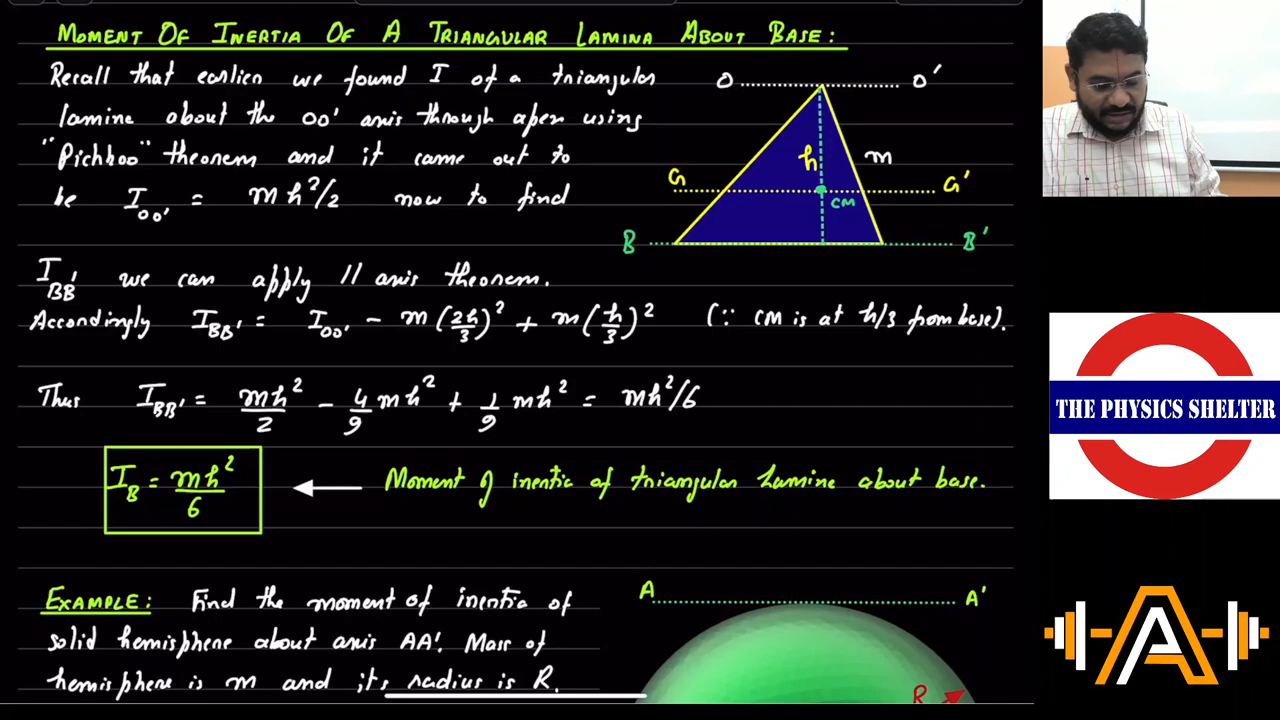 MOMENT OF INERTIA OF A TRIANGULAR LAMINA ABOUT BASE:
Recall that earlier we found I of a triangular
lamine about the OO' axis through apex using
"Pichhoo" theorem and it came out to
be I_OO' = mh²/2 now to find
O O'
h m
G G'
CM
B B'
I_BB' we can apply // axis theorem.
Accordingly I_BB' = I_OO' - m(2h/3)² + m(h/3)² (∵ CM is at h/3 from base).
Thus I_BB' = mh²/2 - 4/9 mh² + 1/9 mh² = mh²/6
I_B = mh²/6 ← Moment of inertia of triangular lamina about base.
EXAMPLE: Find the moment of inertia of
solid hemisphere about axis AA'. Mass of
hemisphere is m and its radius is R.
A A'
R
THE PHYSICS SHELTER
A